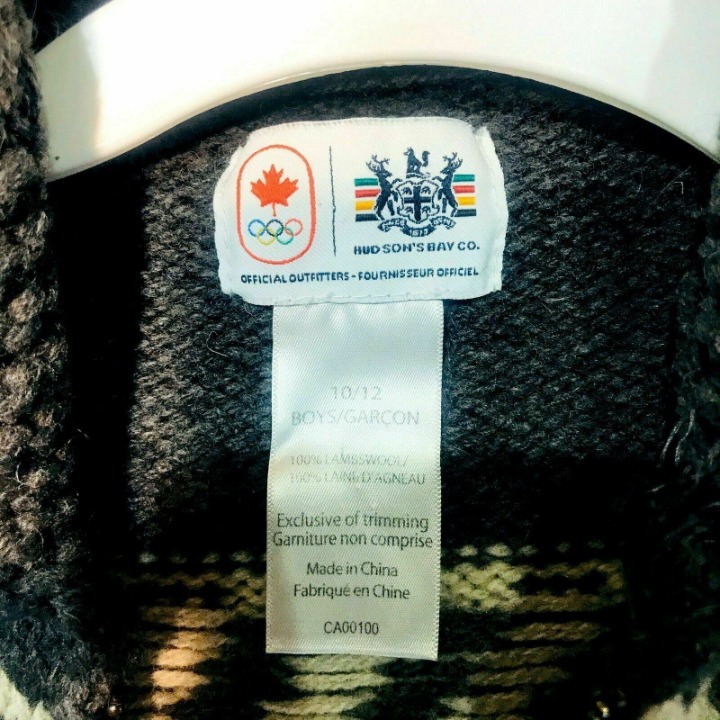 HUDSON'S BAY CO.
OFFICIAL OUTFITTERS - FOURNISSEUR OFFICIEL
10/12
BOYS/GARÇON
100% LAMBSWOOL/
100% LAINE D'AGNEAU
Exclusive of trimming
Garniture non comprise
Made in China
Fabriqué en Chine
CA00100